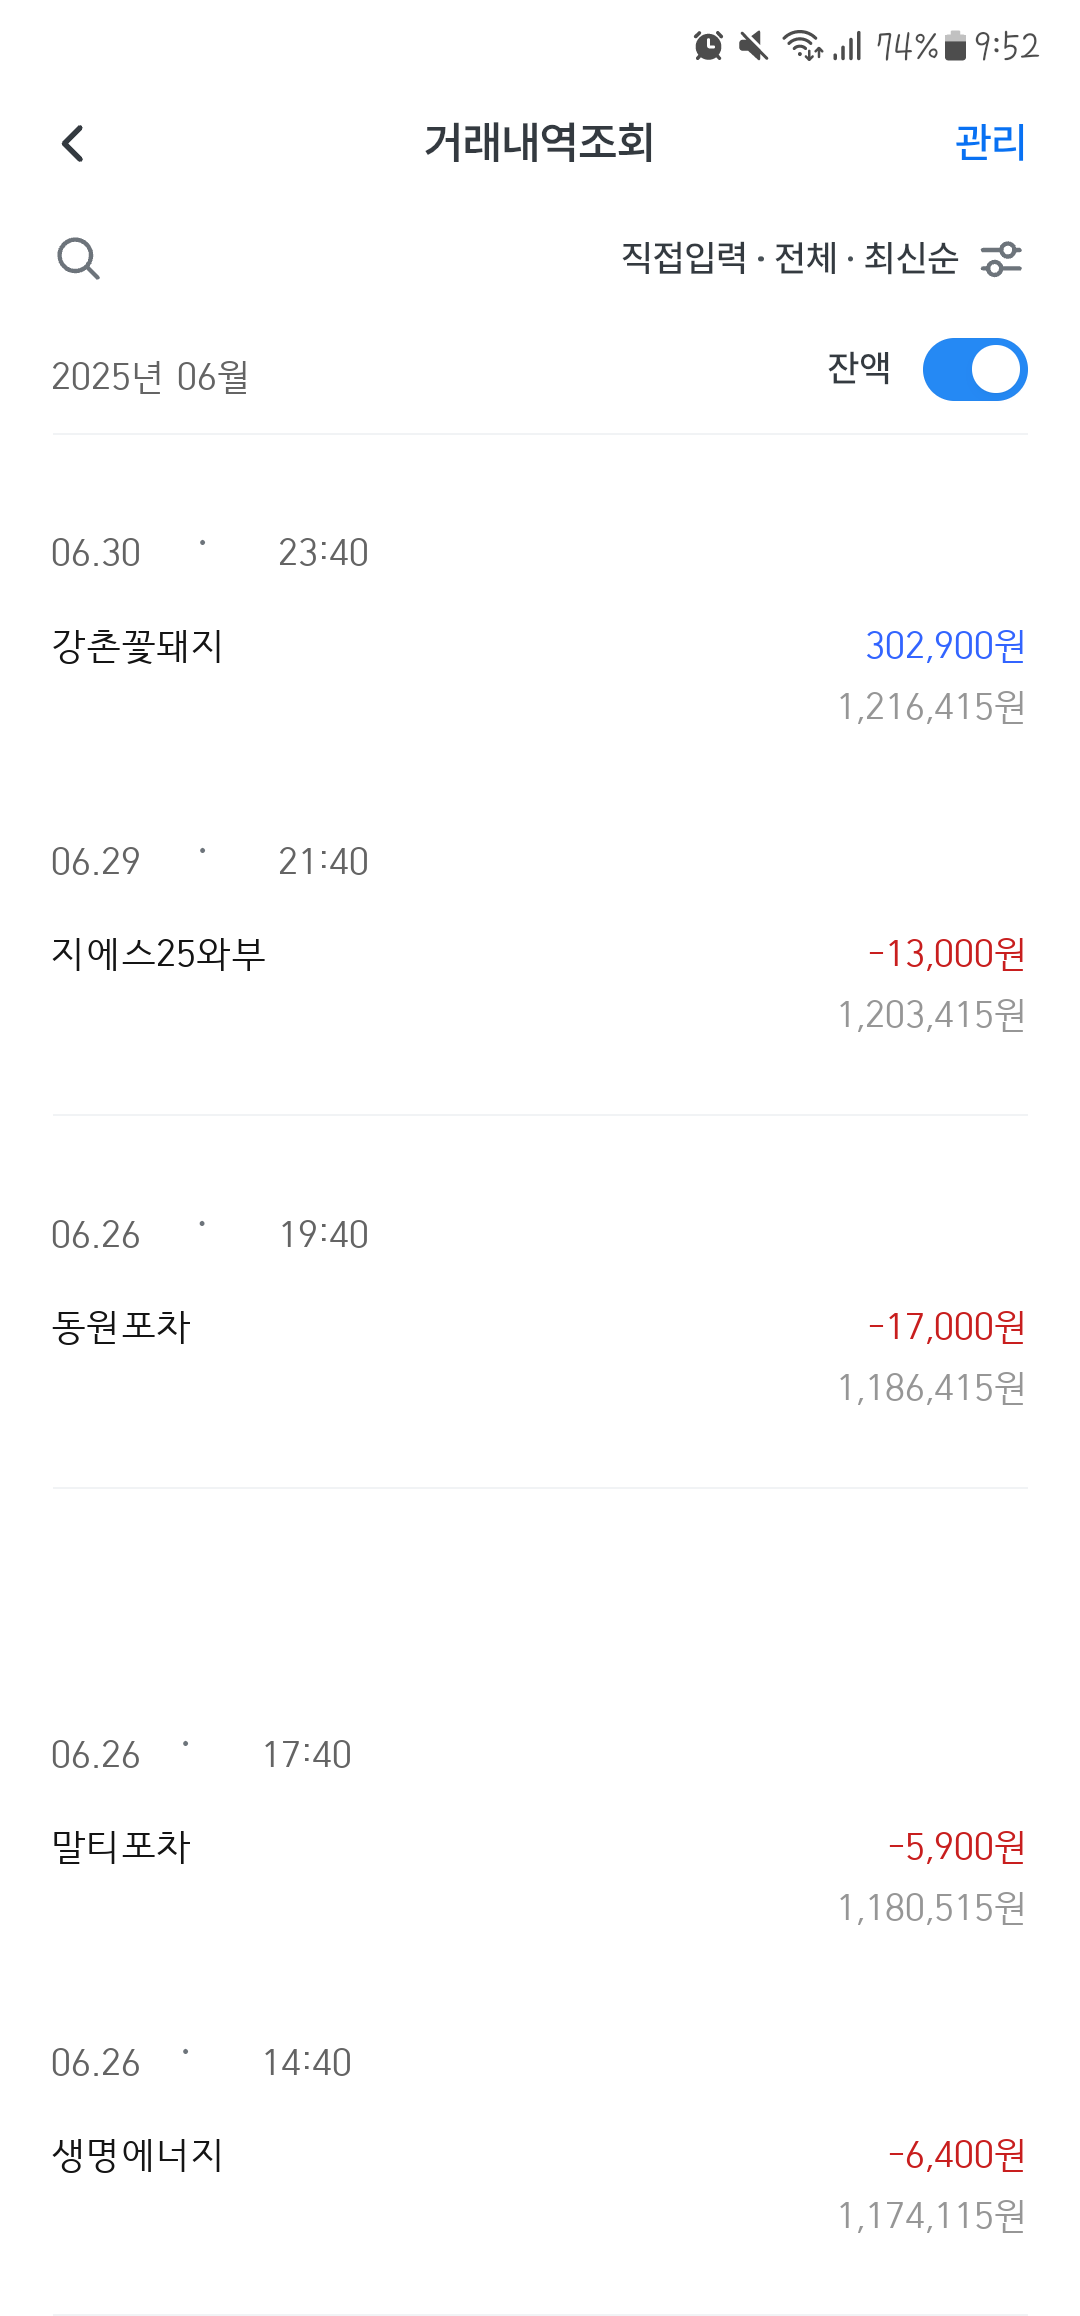 74% 9:52
거래내역조회 관리
직접입력 · 전체 · 최신순
2025년 06월 잔액
06.30 · 23:40
강촌꽃돼지 302,900원
1,216,415원
06.29 · 21:40
지에스25와부 -13,000원
1,203,415원
06.26 · 19:40
동원포차 -17,000원
1,186,415원
06.26 · 17:40
말티포차 -5,900원
1,180,515원
06.26 · 14:40
생명에너지 -6,400원
1,174,115원